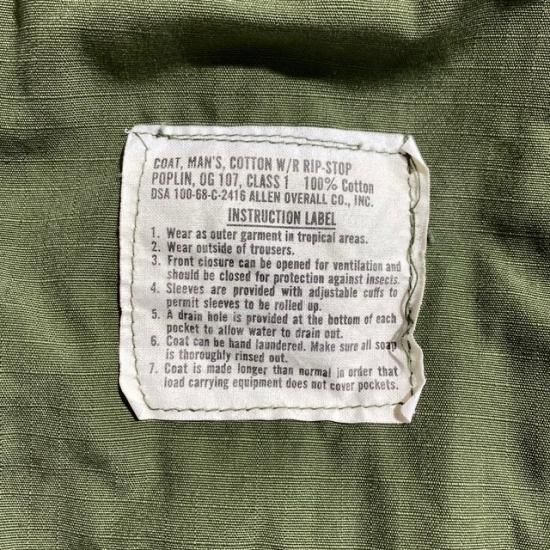 COAT, MAN'S, COTTON W/R RIP-STOP
POPLIN, OG 107, CLASS 1 100% Cotton
DSA 100-68-C-2416 ALLEN OVERALL CO., INC.
INSTRUCTION LABEL
1. Wear as outer garment in tropical areas.
2. Wear outside of trousers.
3. Front closure can be opened for ventilation and
should be closed for protection against insects.
4. Sleeves are provided with adjustable cuffs to
permit sleeves to be rolled up.
5. A drain hole is provided at the bottom of each
pocket to allow water to drain out.
6. Coat can be hand laundered. Make sure all soap
is thoroughly rinsed out.
7. Coat is made longer than normal in order that
load carrying equipment does not cover pockets.